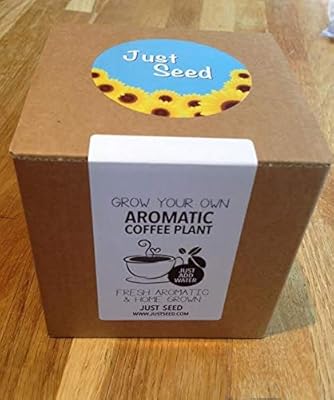 Just
Seed
GROW YOUR OWN
AROMATIC
COFFEE PLANT
JUST
ADD
WATER
FRESH AROMATIC
& HOME GROWN
JUST SEED
WWW.JUSTSEED.COM